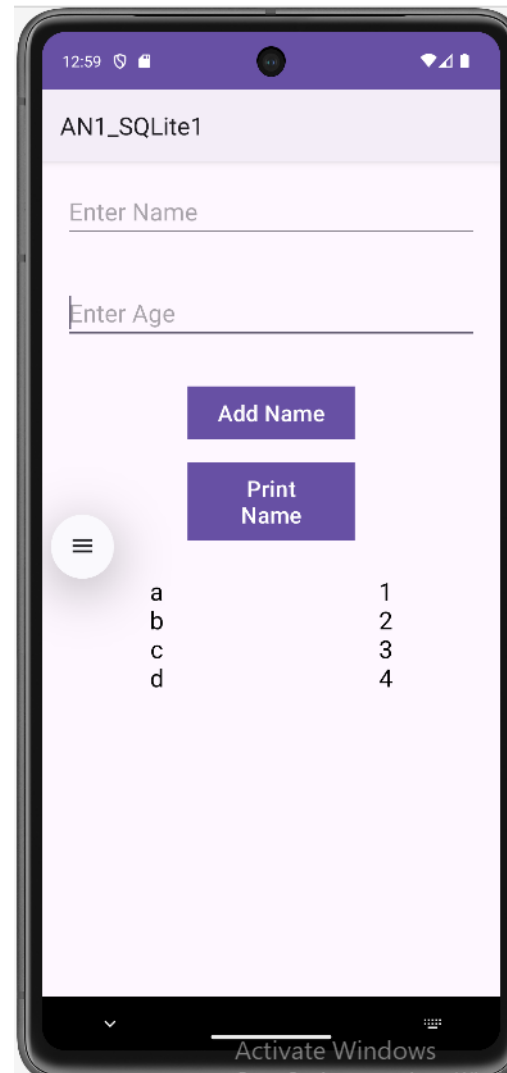 12:59
AN1_SQLite1
Enter Name
Enter Age
Add Name
Print
Name
a 1
b 2
c 3
d 4
Activate Windows